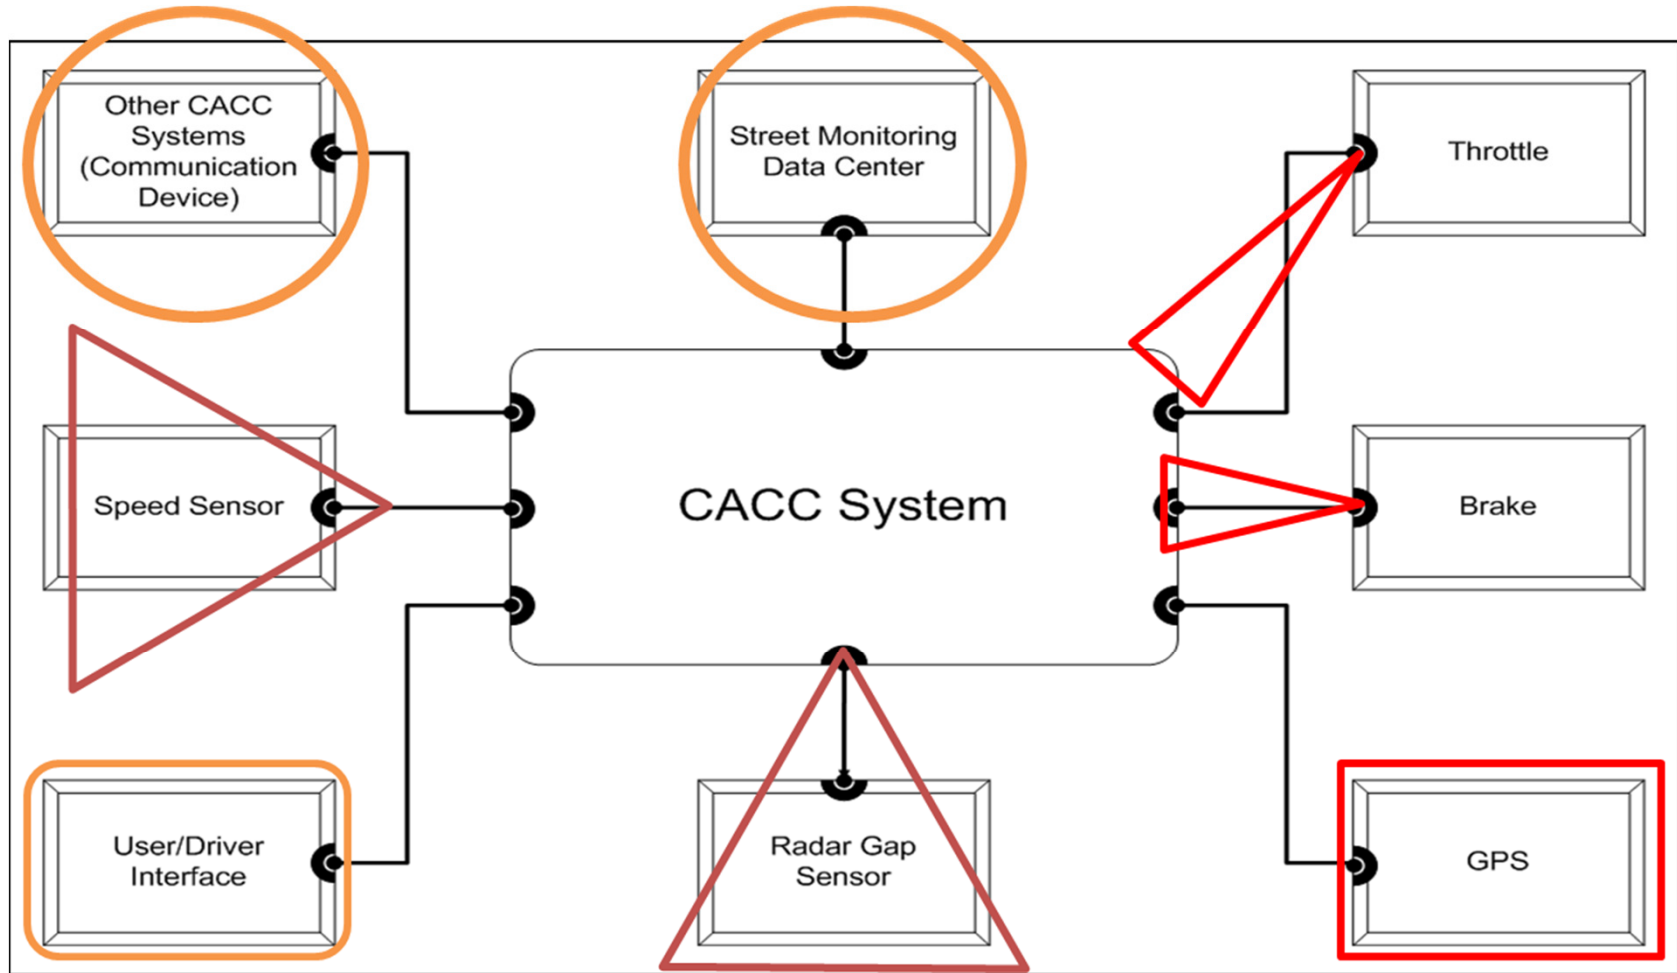 Other CACC
Systems
(Communication
Device)
Street Monitoring
Data Center
Throttle
Speed Sensor
CACC System
Brake
User/Driver
Interface
Radar Gap
Sensor
GPS